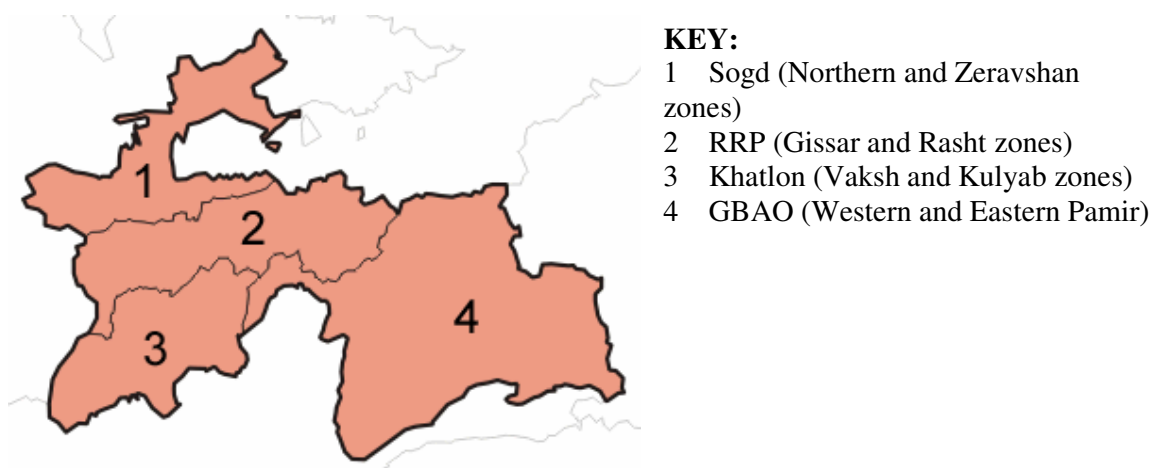 KEY:
1 Sogd (Northern and Zeravshan
zones)
2 RRP (Gissar and Rasht zones)
3 Khatlon (Vaksh and Kulyab zones)
4 GBAO (Western and Eastern Pamir)
1
2
3
4